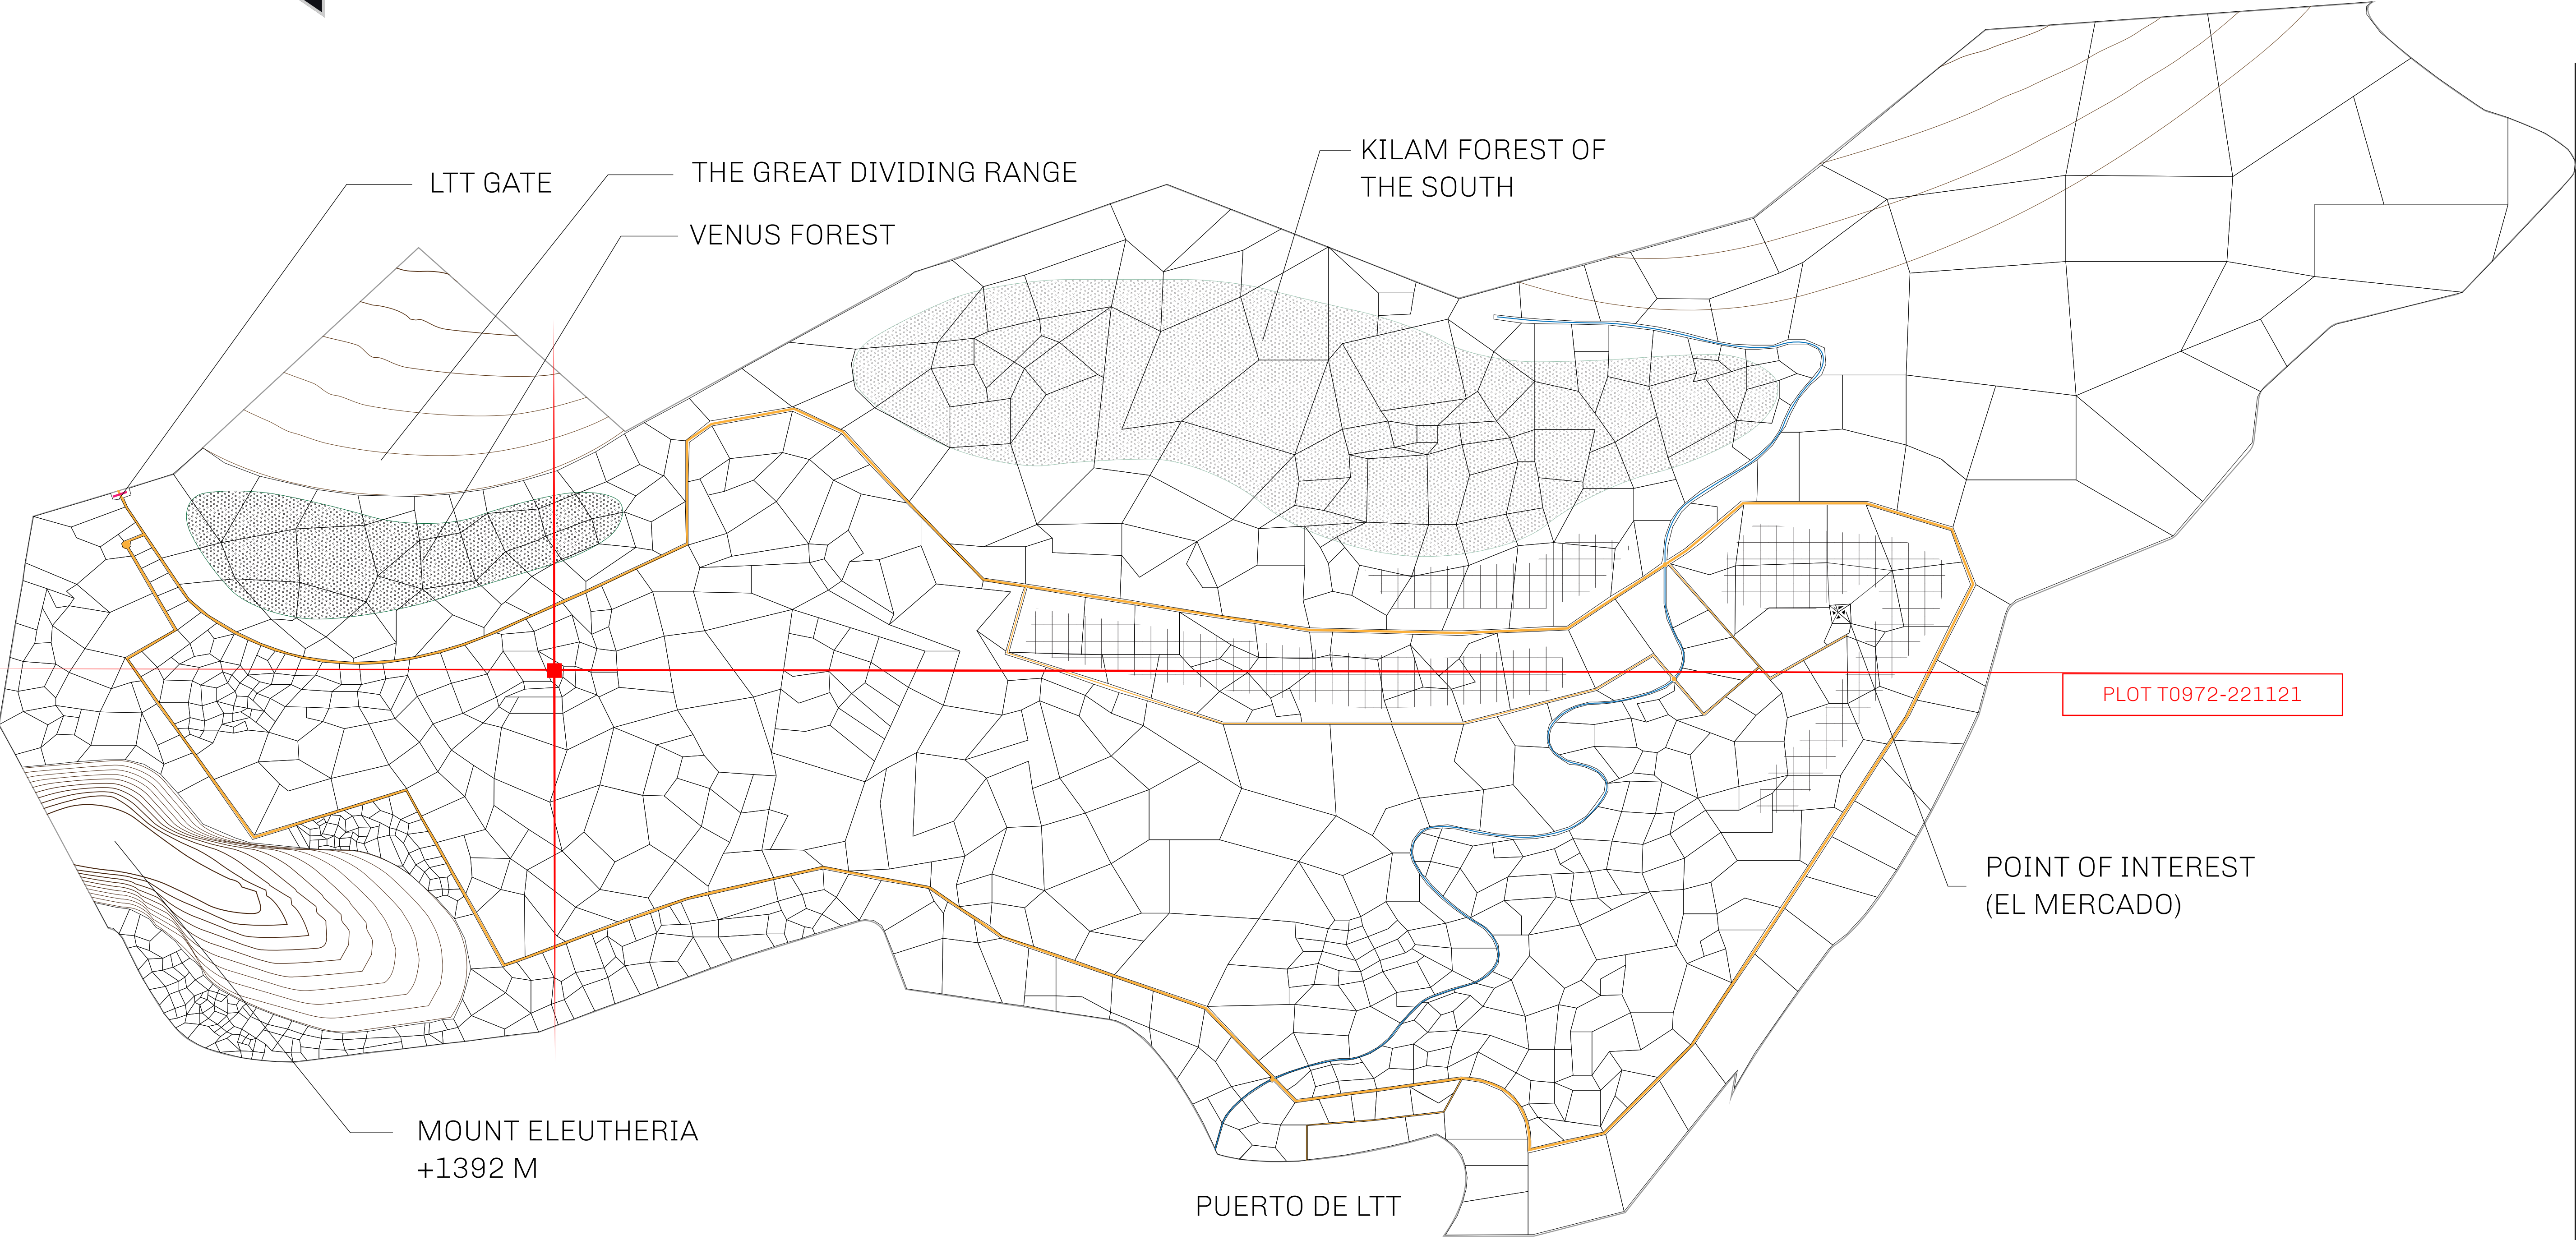 KILAM FOREST OF
THE SOUTH
THE GREAT DIVIDING RANGE
LTT GATE
VENUS FOREST
PLOT T0972-221121
POINT OF INTEREST
(EL MERCADO)
MOUNT ELEUTHERIA
+1392 M
PUERTO DE LTT